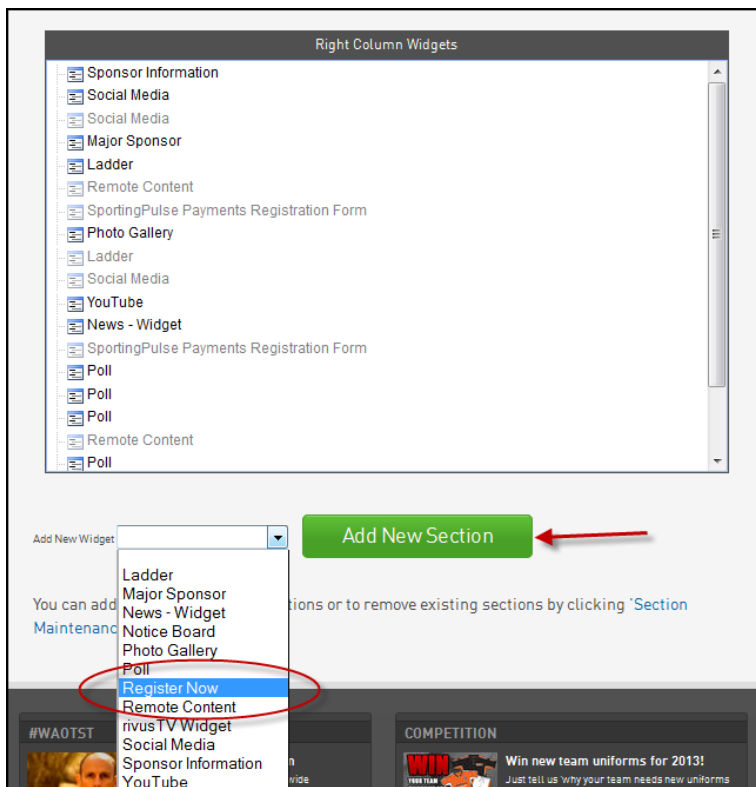 Right Column Widgets
Sponsor Information
Social Media
Social Media
Major Sponsor
Ladder
Remote Content
SportingPulse Payments Registration Form
Photo Gallery
Ladder
Social Media
YouTube
News - Widget
SportingPulse Payments Registration Form
Poll
Poll
Poll
Remote Content
Poll
Add New Widget
Add New Section
Ladder
Major Sponsor
News - Widget
Notice Board
Photo Gallery
Poll
Register Now
Remote Content
rivusTV Widget
Social Media
Sponsor Information
YouTube
You can add tions or to remove existing sections by clicking 'Section
Maintenanc
#WAOTST
wide
COMPETITION
WIN
YOUR TEAM
Win new team uniforms for 2013!
Just tell us 'why your team needs new uniforms